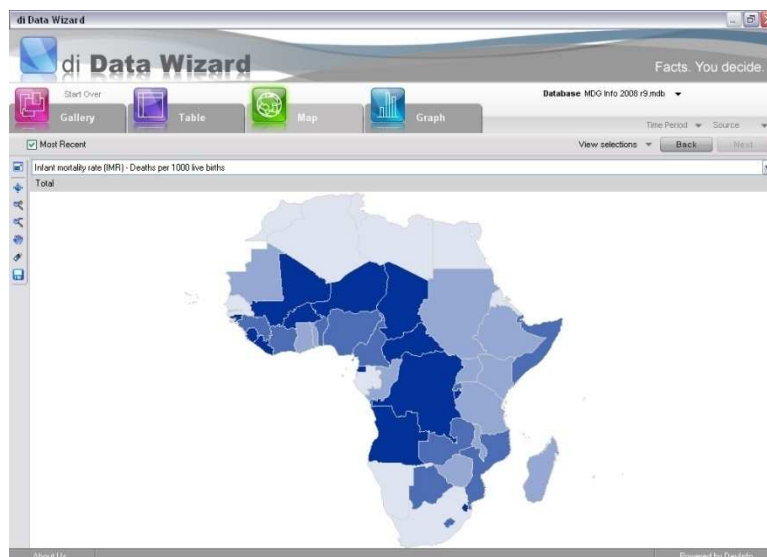 di Data Wizard
di Data Wizard
Facts. You decide.
Start Over
Database MDG Info 2008 r9.mdb
Gallery
Table
Map
Graph
Time Period
Source
Most Recent
View selections
Back
Next
Infant mortality rate (IMR) - Deaths per 1000 live births
Total
About Us
Powered by DevInfo